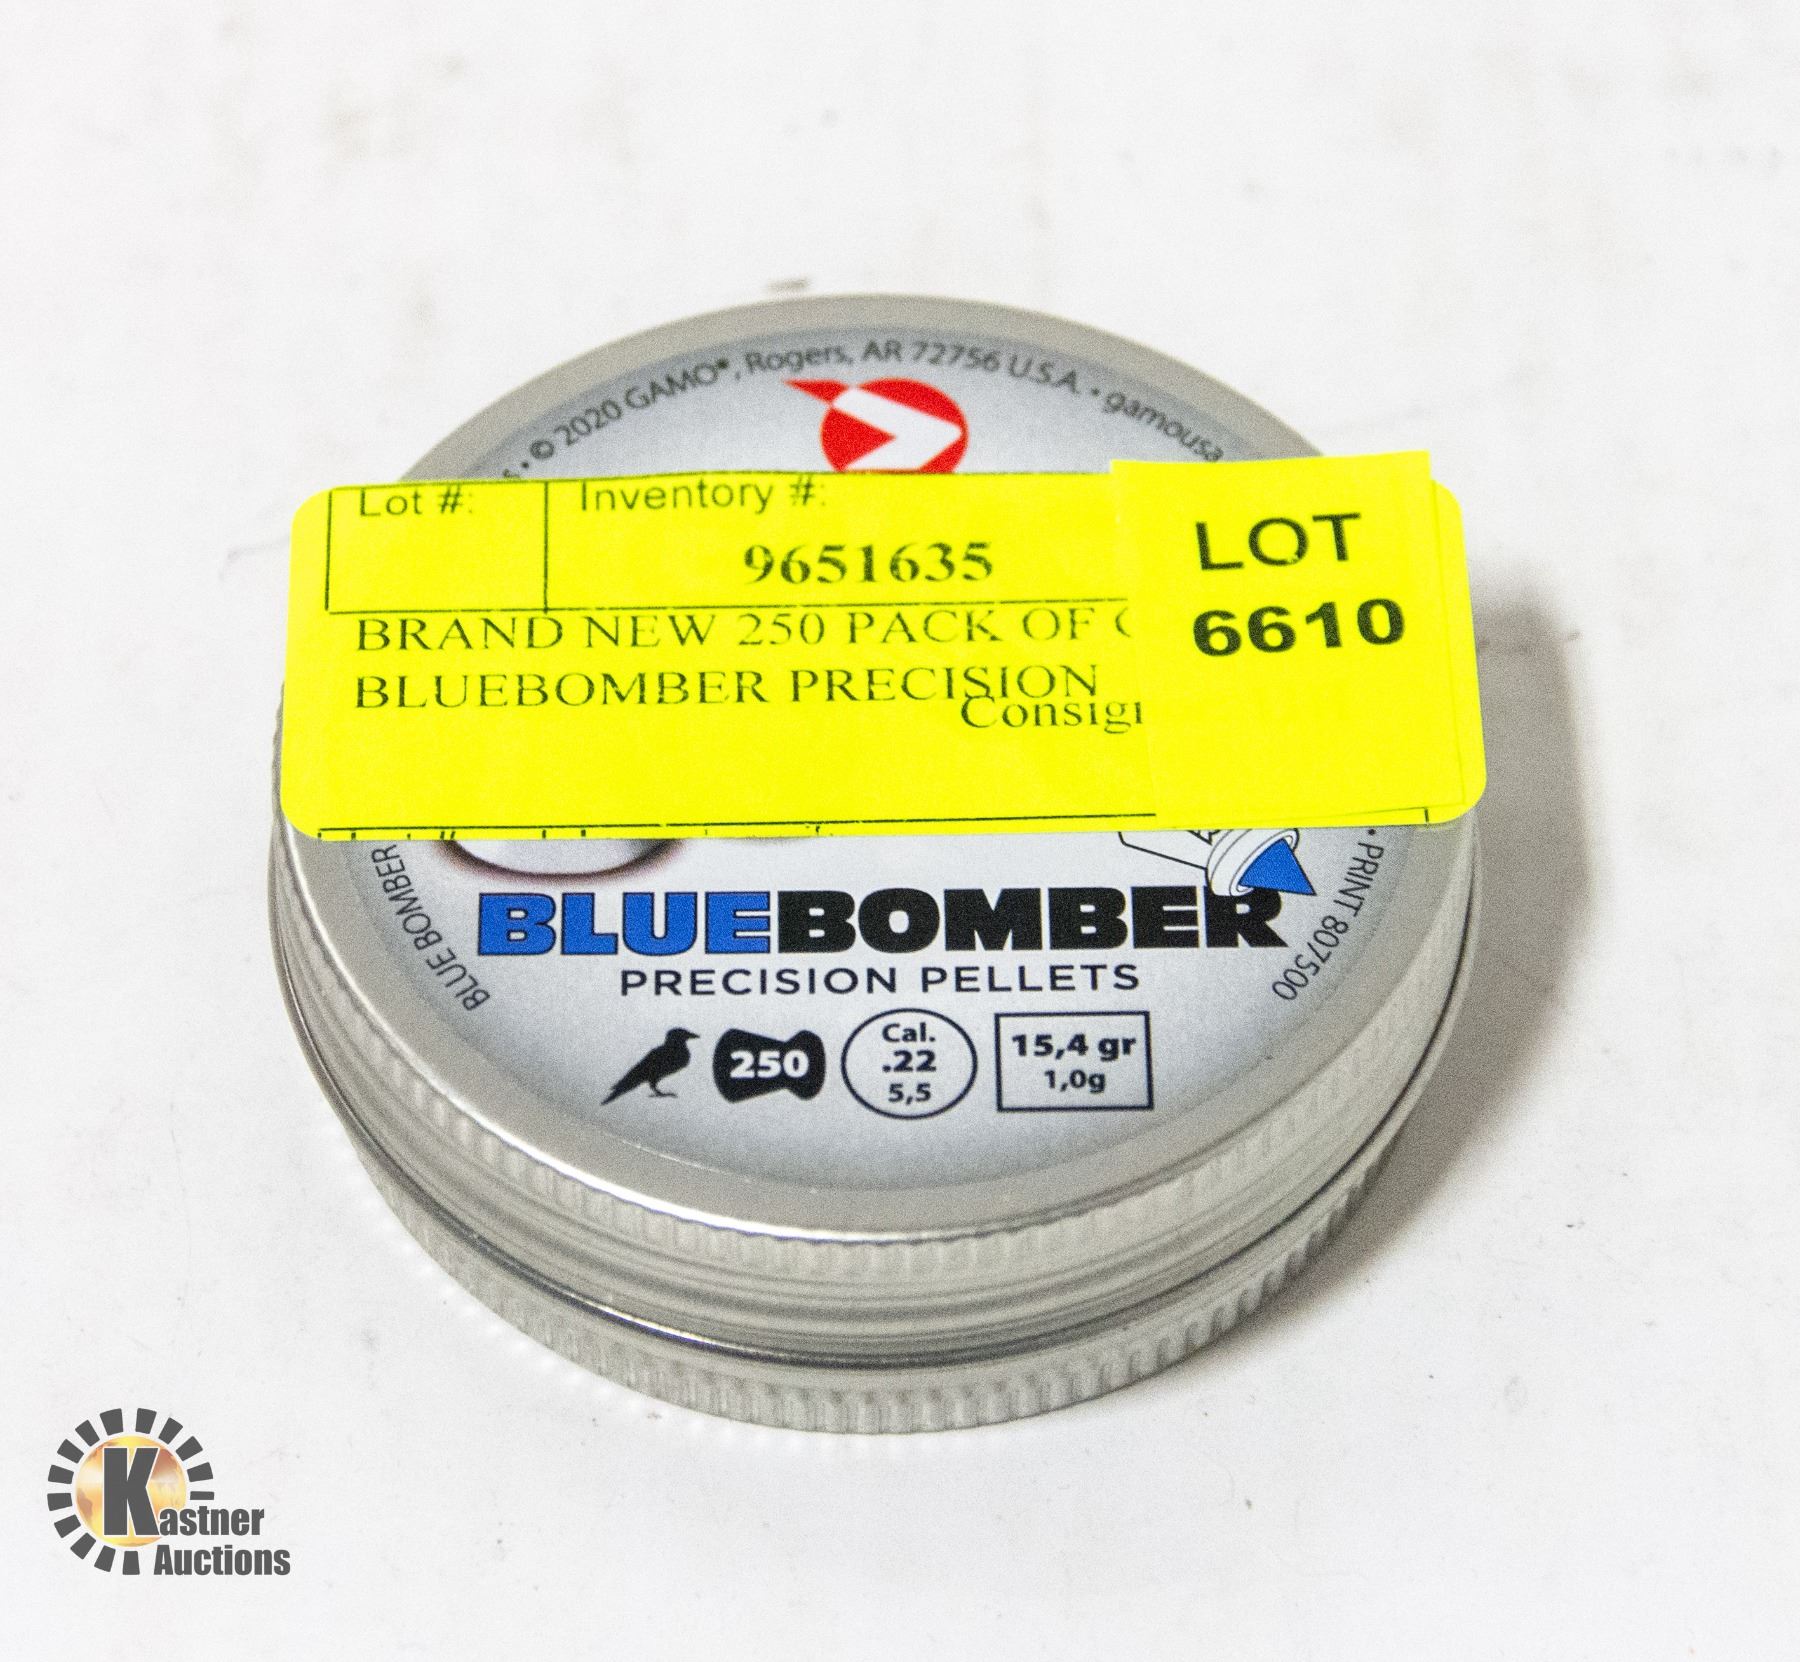 © 2020 GAMO®, Rogers, AR 72756 U.S.A. • gamousa
Lot #:
Inventory #:
9651635
LOT
6610
BRAND NEW 250 PACK OF
BLUEBOMBER PRECISION
BLUE BOMBER
• PRINT 807500
BLUEBOMBER
PRECISION PELLETS
250
Cal.
.22
5,5
15,4 gr
1,0g
Kastner
Auctions